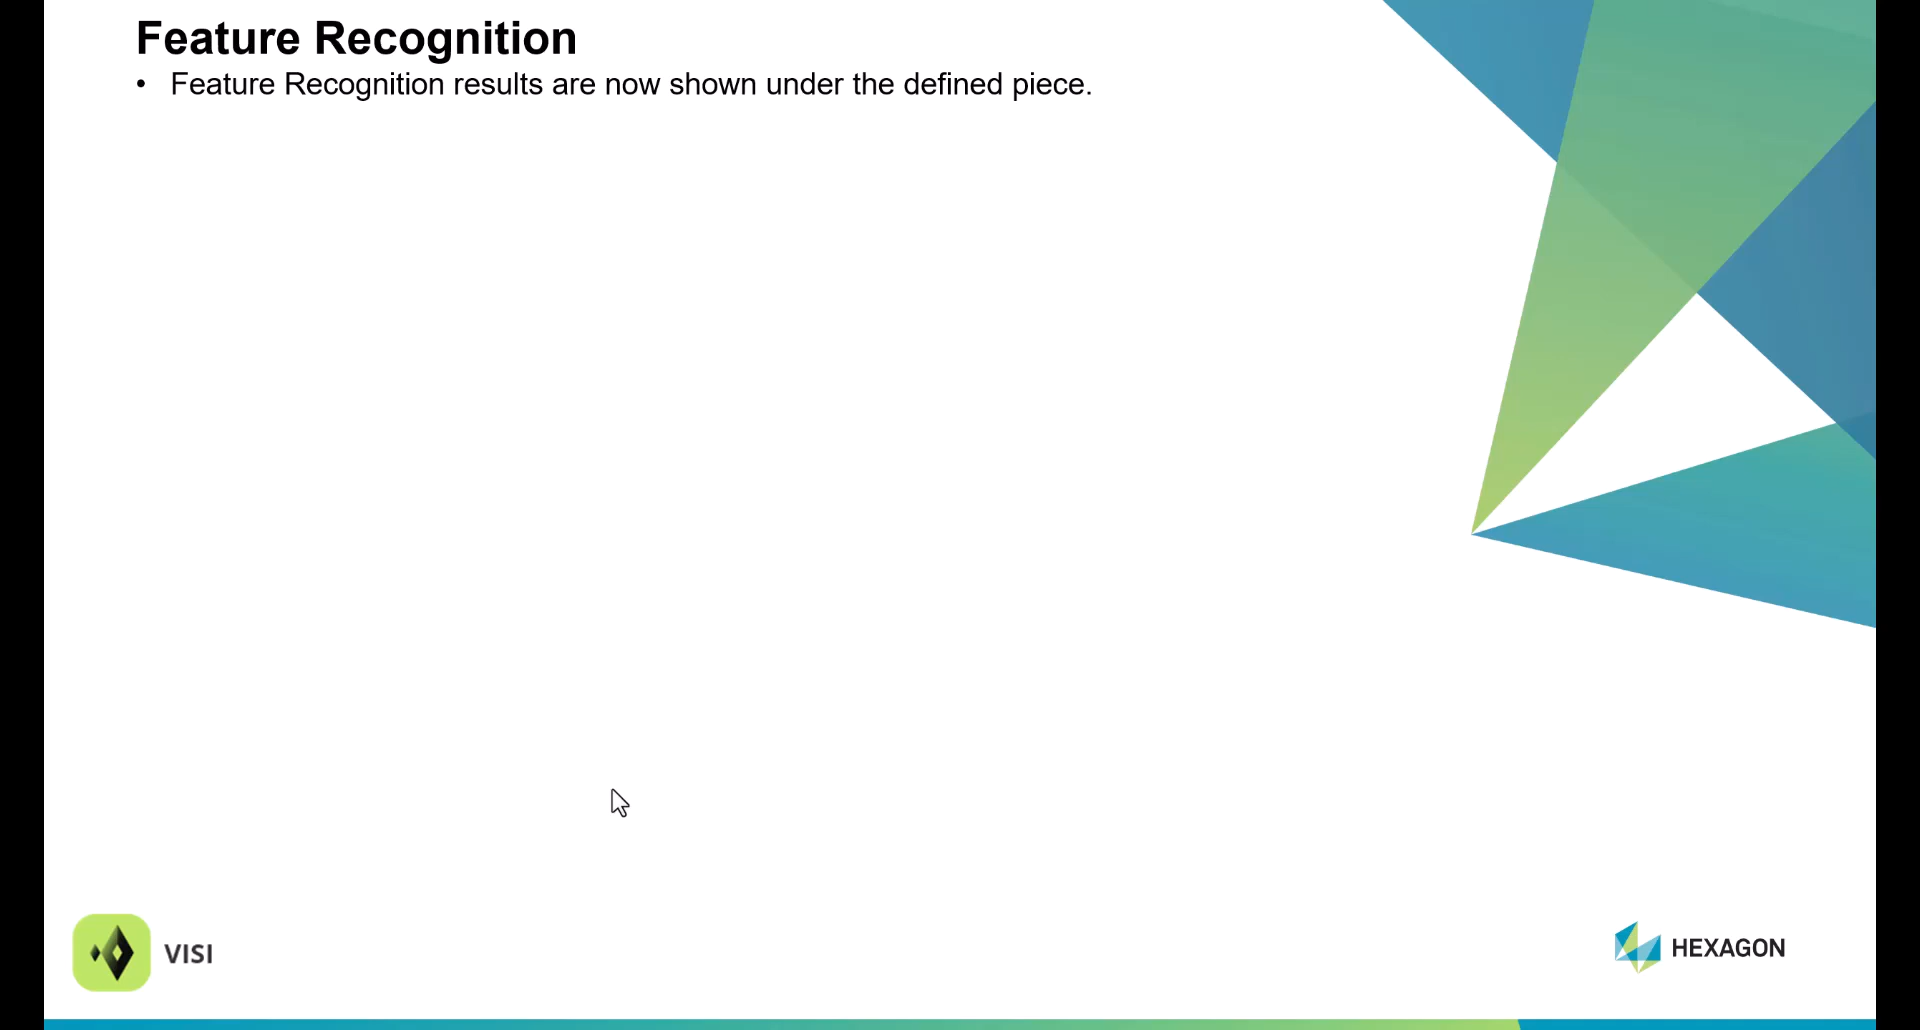 Feature Recognition
• Feature Recognition results are now shown under the defined piece.
VISI
HEXAGON